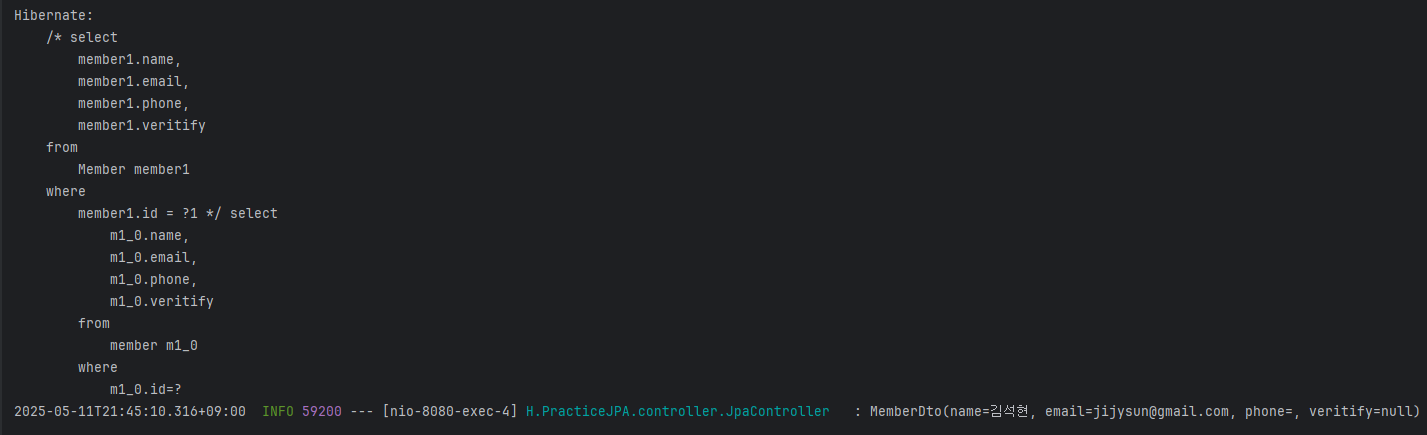 Hibernate:
    /* select
        member1.name,
        member1.email,
        member1.phone,
        member1.veritify
    from
        Member member1
    where
        member1.id = ?1 */ select
            m1_0.name,
            m1_0.email,
            m1_0.phone,
            m1_0.veritify
        from
            member m1_0
        where
            m1_0.id=?
2025-05-11T21:45:10.316+09:00  INFO 59200 --- [nio-8080-exec-4] H.PracticeJPA.controller.JpaController   : MemberDto(name=김석현, email=jijysun@gmail.com, phone=, veritify=null)